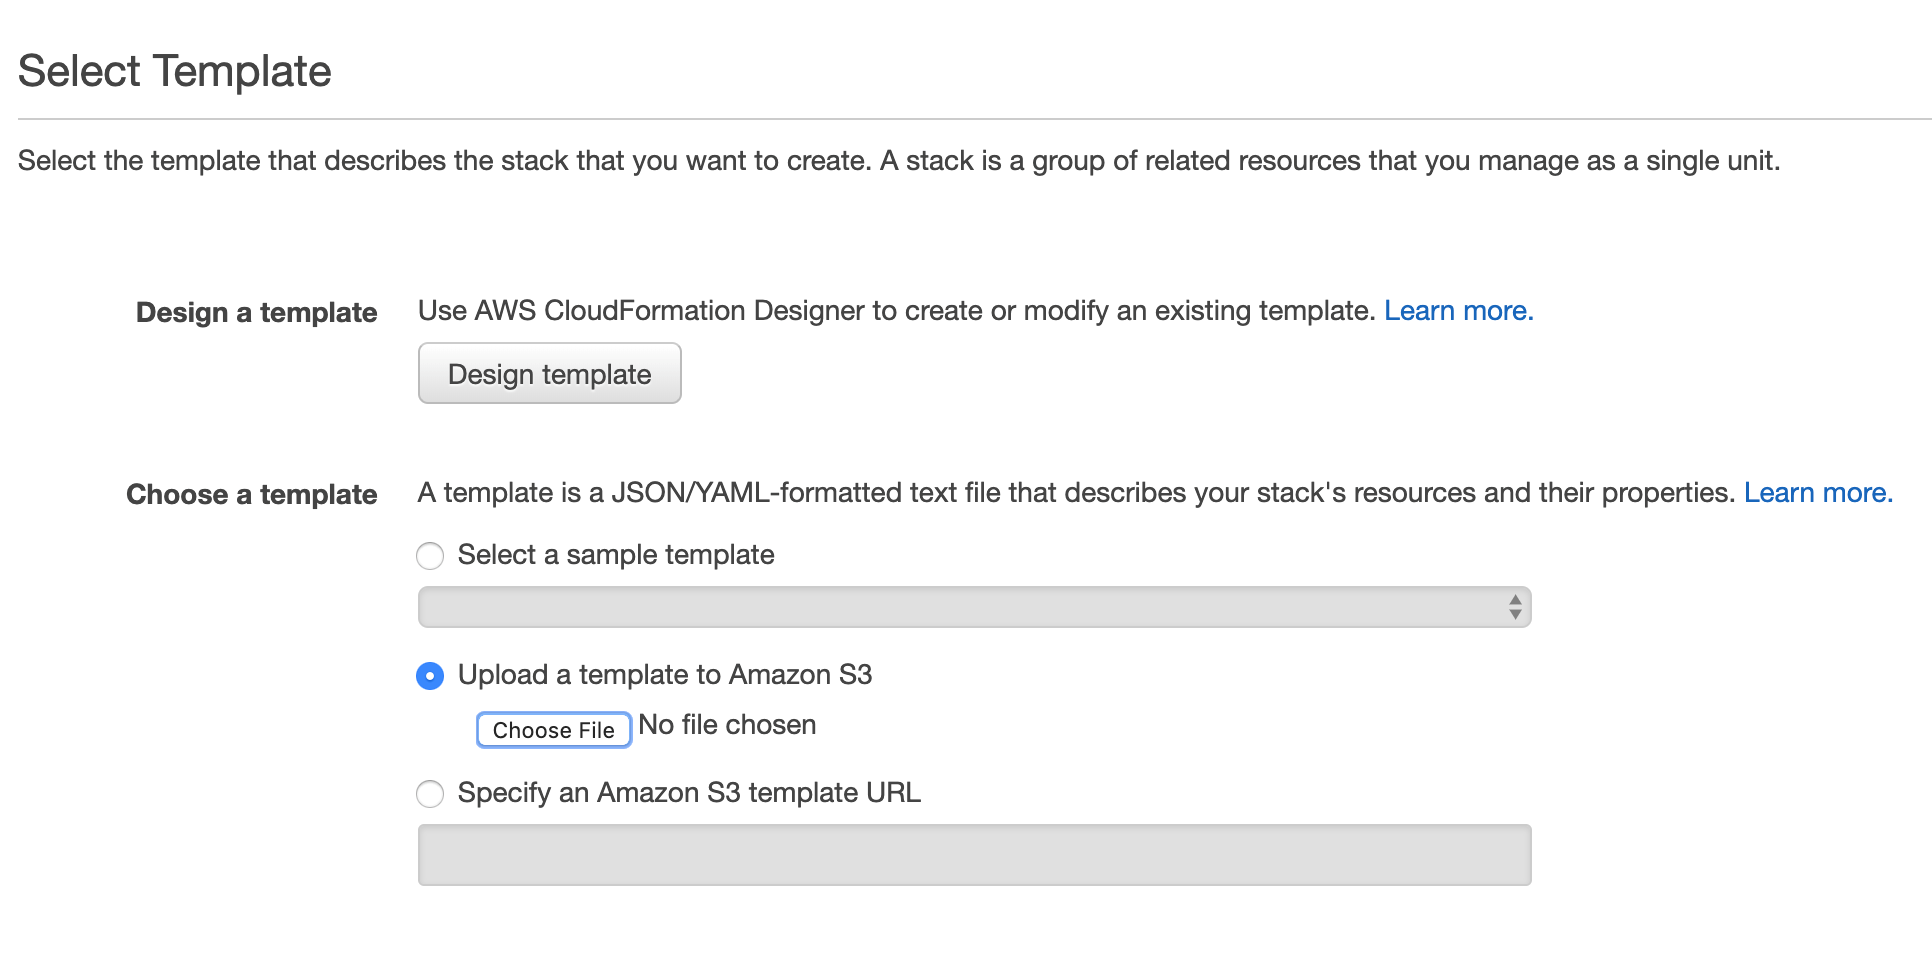 Select Template
Select the template that describes the stack that you want to create. A stack is a group of related resources that you manage as a single unit.
Design a template
Use AWS CloudFormation Designer to create or modify an existing template. Learn more.
Design template
Choose a template
A template is a JSON/YAML-formatted text file that describes your stack's resources and their properties. Learn more.
Select a sample template
Upload a template to Amazon S3
Choose File No file chosen
Specify an Amazon S3 template URL